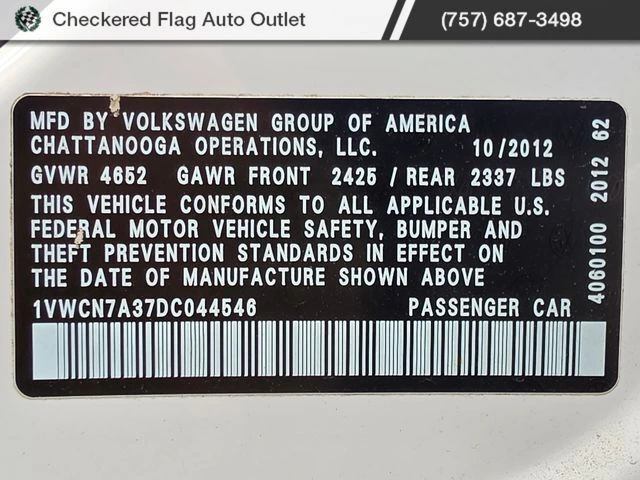 Checkered Flag Auto Outlet
(757) 687-3498
MFD BY VOLKSWAGEN GROUP OF AMERICA
CHATTANOOGA OPERATIONS, LLC. 10/2012
GVWR 4652 GAWR FRONT 2425 / REAR 2337 LBS
THIS VEHICLE CONFORMS TO ALL APPLICABLE U.S.
FEDERAL MOTOR VEHICLE SAFETY, BUMPER AND
THEFT PREVENTION STANDARDS IN EFFECT ON
THE DATE OF MANUFACTURE SHOWN ABOVE
1VWCN7A37DC044546 PASSENGER CAR
4060100 2012 62